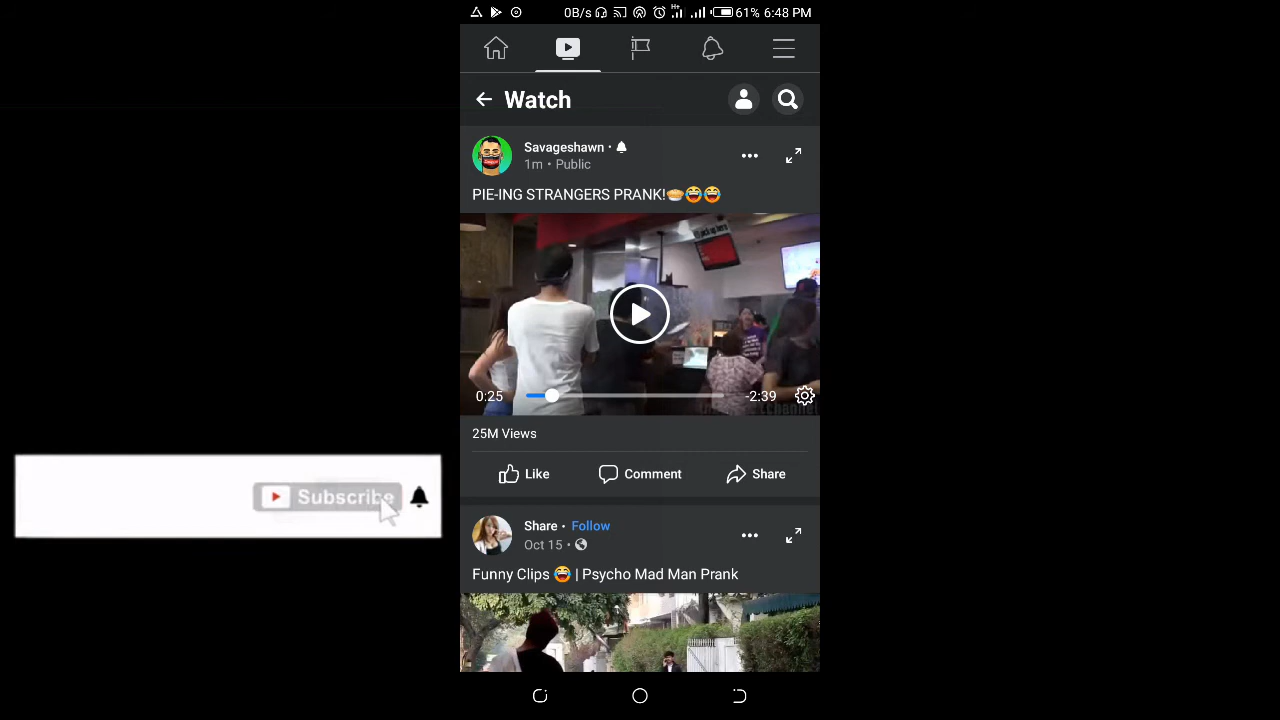 0B/s H+ 61% 6:48 PM
Watch
Savageshawn •
1m • Public
PIE-ING STRANGERS PRANK!🥧😂😂
0:25 -2:39
25M Views
Like Comment Share
Subscribe
Share • Follow
Oct 15 •
Funny Clips 😂 | Psycho Mad Man Prank